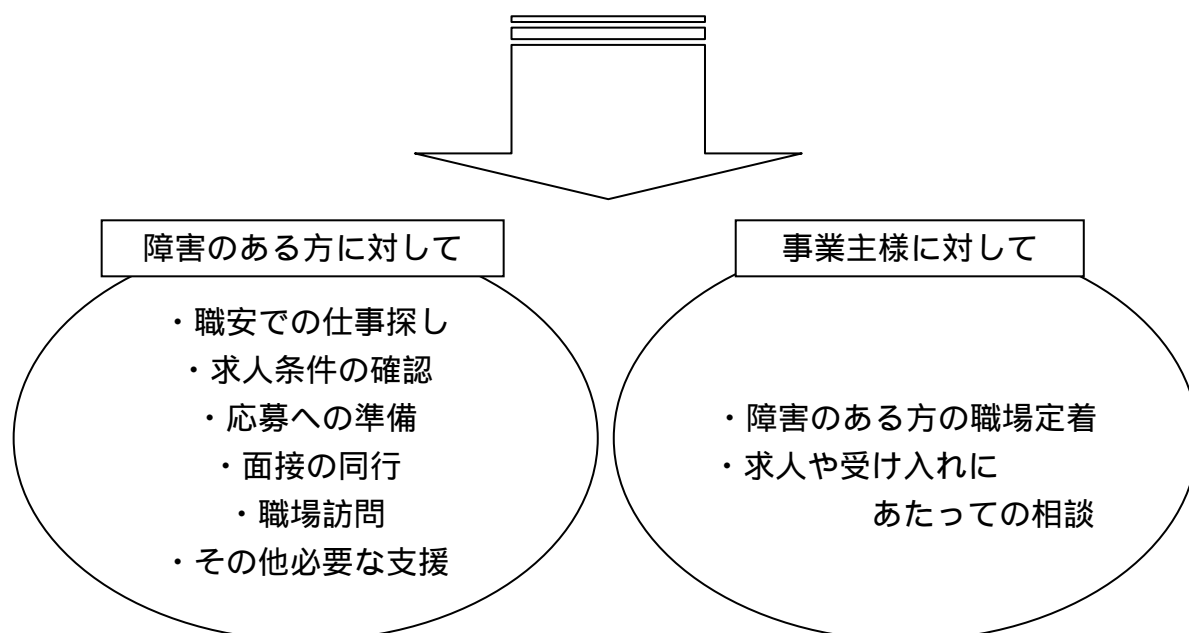 障害のある方に対して
・職安での仕事探し
・求人条件の確認
・応募への準備
・面接の同行
・職場訪問
・その他必要な支援
事業主様に対して
・障害のある方の職場定着
・求人や受け入れに
あたっての相談